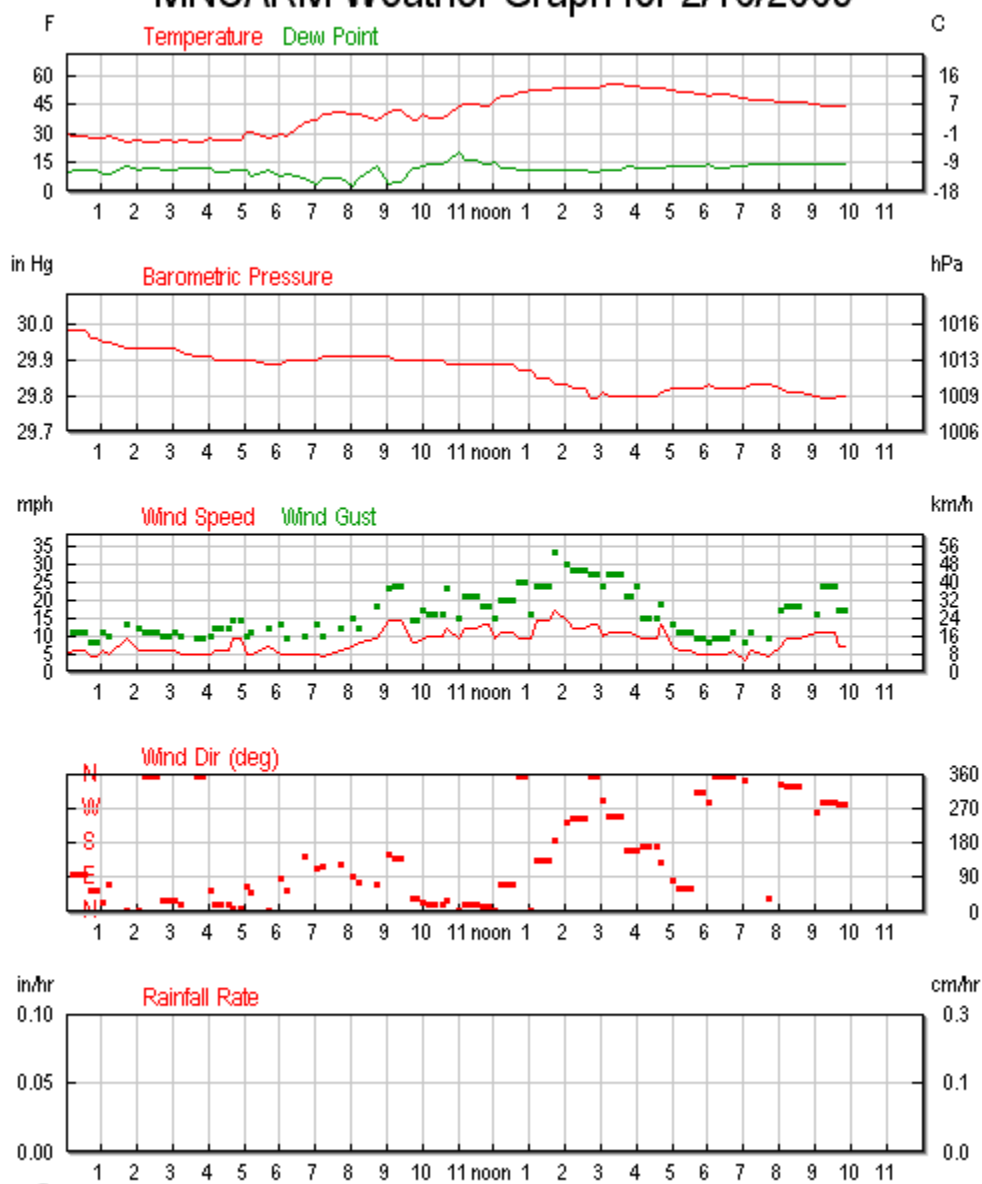 MNCARM Weather Graph for
F Temperature Dew Point C
60 16
45 7
30 -1
15 -9
0 -18
1 2 3 4 5 6 7 8 9 10 11 noon 1 2 3 4 5 6 7 8 9 10 11
in Hg Barometric Pressure hPa
30.0 1016
29.9 1013
29.8 1009
29.7 1006
1 2 3 4 5 6 7 8 9 10 11 noon 1 2 3 4 5 6 7 8 9 10 11
mph Wind Speed Wind Gust km/h
35 56
30 48
25 40
20 32
15 24
10 16
5 8
0 0
1 2 3 4 5 6 7 8 9 10 11 noon 1 2 3 4 5 6 7 8 9 10 11
Wind Dir (deg)
N 360
W 270
S 180
E 90
N 0
1 2 3 4 5 6 7 8 9 10 11 noon 1 2 3 4 5 6 7 8 9 10 11
in/hr Rainfall Rate cm/hr
0.10 0.3
0.05 0.1
0.00 0.0
1 2 3 4 5 6 7 8 9 10 11 noon 1 2 3 4 5 6 7 8 9 10 11